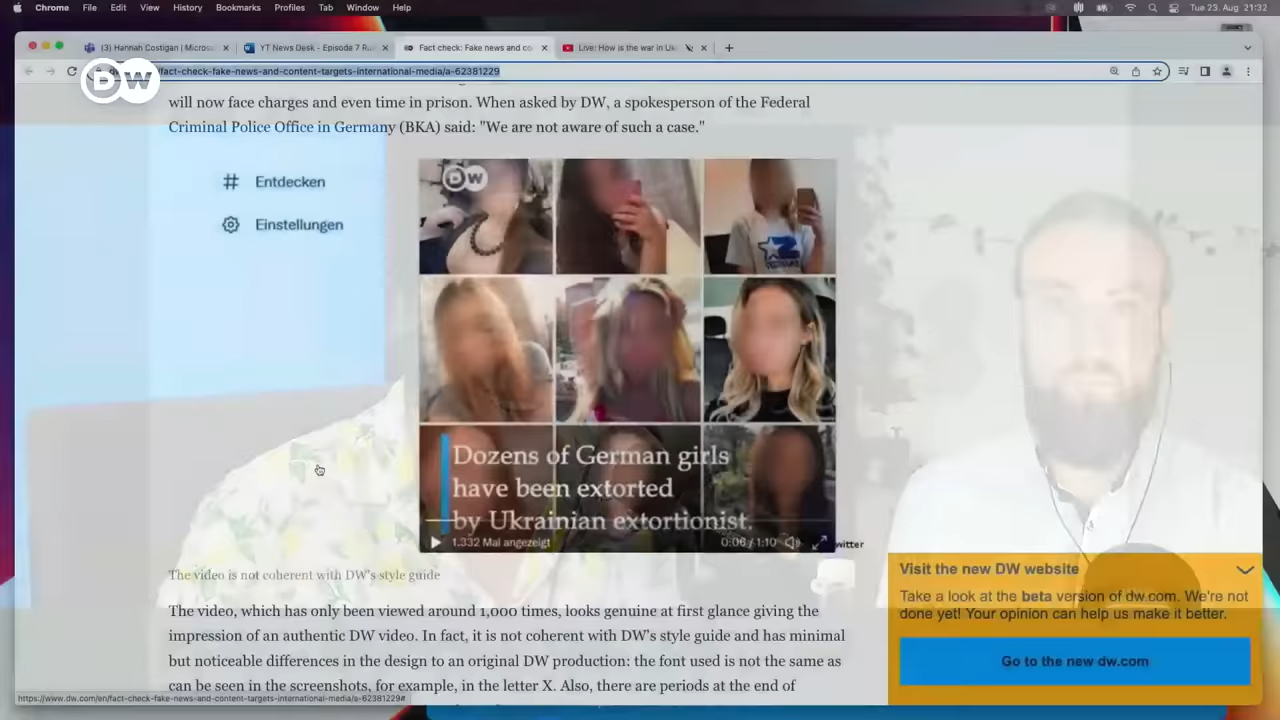 Chrome File Edit View History Bookmarks Profiles Tab Window Help
Tue 23. Aug 21:32
(3) Hannah Costigan | Microso
YT News Desk - Episode 7 Ru
Fact check: Fake news and co
Live: How is the war in Uk
DW
fact-check-fake-news-and-content-targets-international-media/a-62381229
will now face charges and even time in prison. When asked by DW, a spokesperson of the Federal
Criminal Police Office in Germany (BKA) said: "We are not aware of such a case."
DW
# Entdecken
Einstellungen
Dozens of German girls
have been extorted
by Ukrainian extortionist.
1.332 Mal angezeigt
0:06 / 1:10
witter
The video is not coherent with DW's style guide
The video, which has only been viewed around 1,000 times, looks genuine at first glance giving the
impression of an authentic DW video. In fact, it is not coherent with DW's style guide and has minimal
but noticeable differences in the design to an original DW production: the font used is not the same as
can be seen in the screenshots, for example, in the letter X. Also, there are periods at the end of
Visit the new DW website
Take a look at the beta version of dw.com. We're not
done yet! Your opinion can help us make it better.
Go to the new dw.com
https://www.dw.com/en/fact-check-fake-news-and-content-targets-international-media/a-62381229#